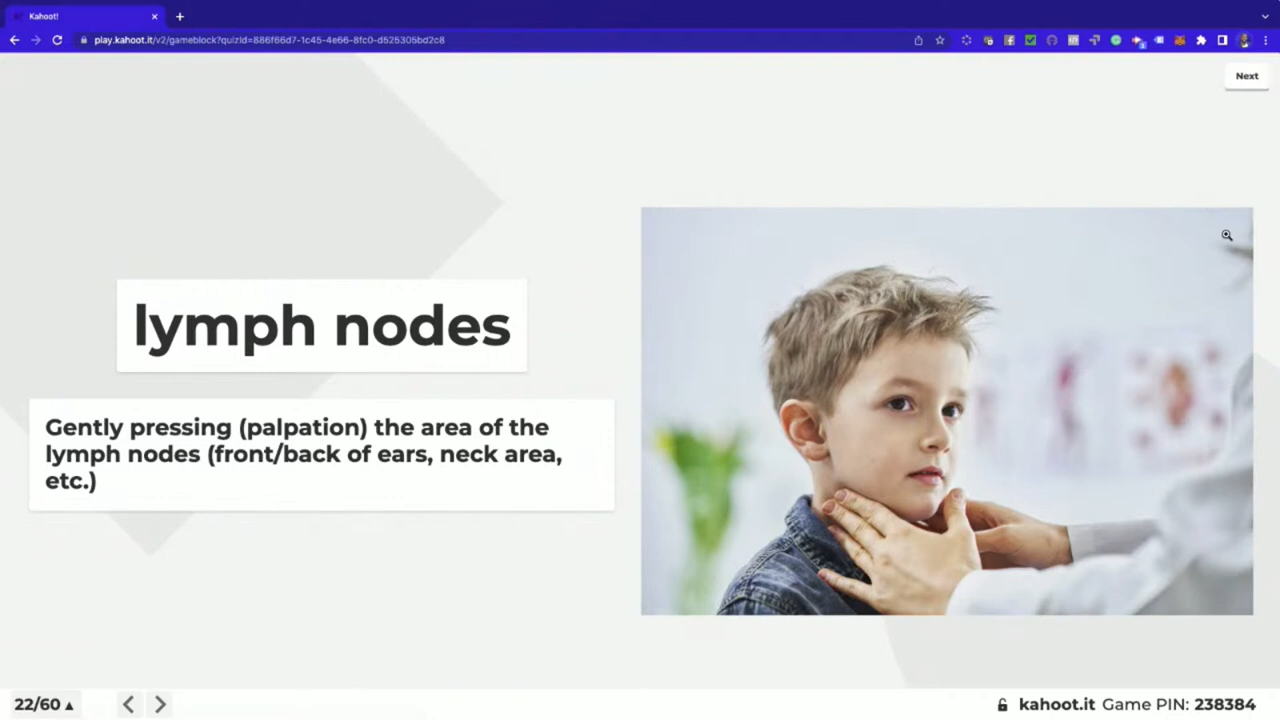 Kahoot!
play.kahoot.it/v2/gameblock?quizId=886f66d7-1c45-4e66-8fc0-d525305bd2c8
Next
lymph nodes
Gently pressing (palpation) the area of the
lymph nodes (front/back of ears, neck area,
etc.)
22/60
kahoot.it Game PIN: 238384